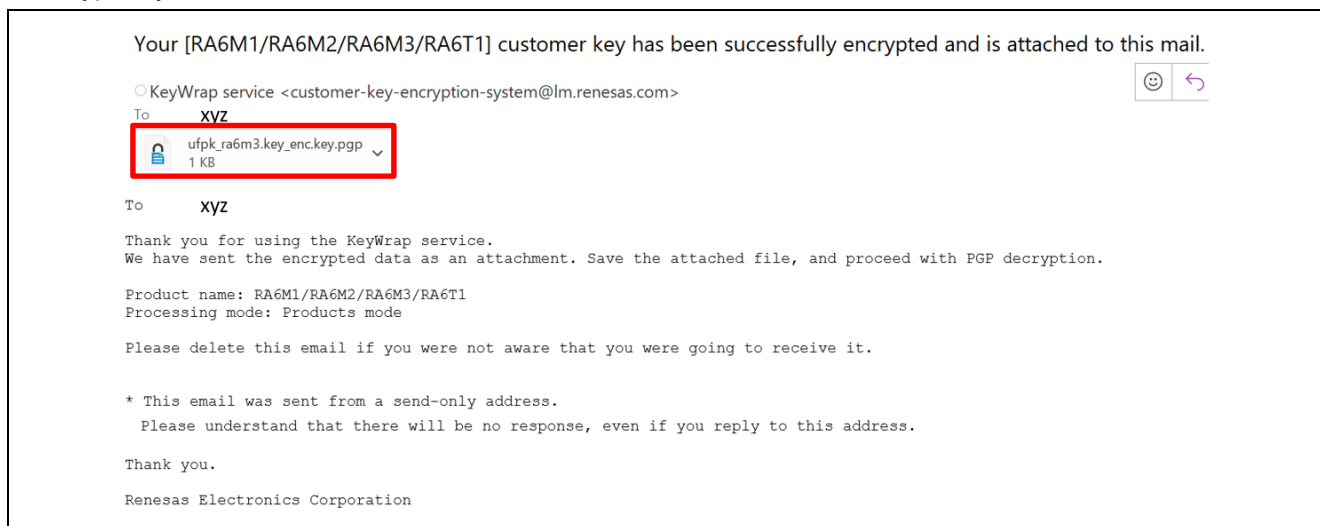 Your [RA6M1/RA6M2/RA6M3/RA6T1] customer key has been successfully encrypted and is attached to this mail.
KeyWrap service <customer-key-encryption-system@lm.renesas.com>
To xyz
ufpk_ra6m3.key_enc.key.pgp
1 KB
To xyz
Thank you for using the KeyWrap service.
We have sent the encrypted data as an attachment. Save the attached file, and proceed with PGP decryption.
Product name: RA6M1/RA6M2/RA6M3/RA6T1
Processing mode: Products mode
Please delete this email if you were not aware that you were going to receive it.
* This email was sent from a send-only address.
Please understand that there will be no response, even if you reply to this address.
Thank you.
Renesas Electronics Corporation